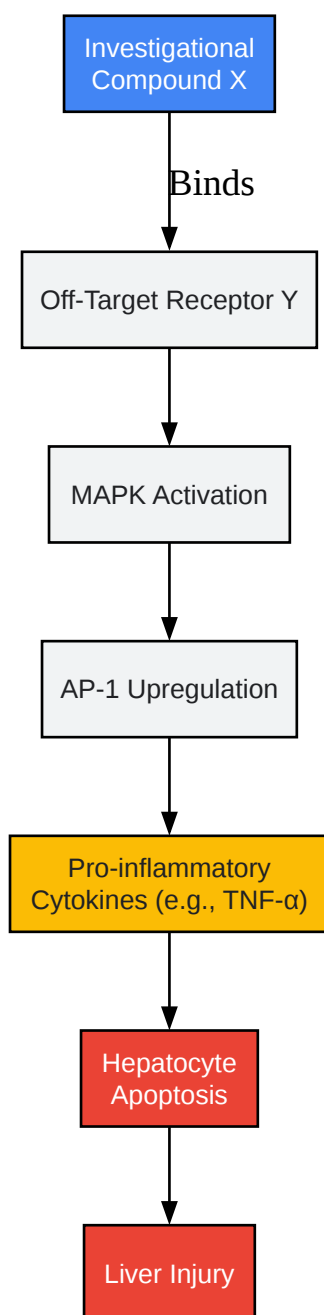 Investigational
Compound X
Binds
Off-Target Receptor Y
MAPK Activation
AP-1 Upregulation
Pro-inflammatory
Cytokines (e.g., TNF-α)
Hepatocyte
Apoptosis
Liver Injury